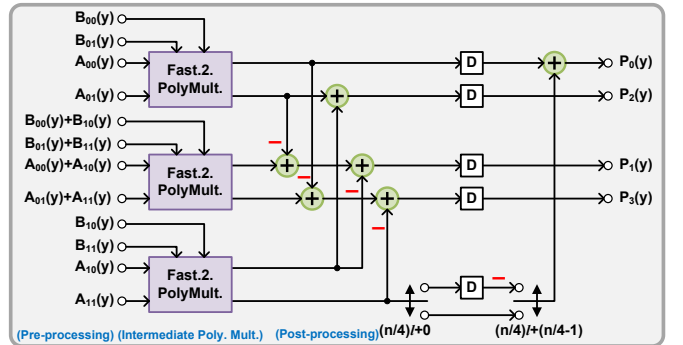 B00(y)
B01(y)
A00(y)
A01(y)
Fast.2.
PolyMult.
D
D
P0(y)
P2(y)
B00(y)+B10(y)
B01(y)+B11(y)
A00(y)+A10(y)
A01(y)+A11(y)
Fast.2.
PolyMult.
D
D
P1(y)
P3(y)
B10(y)
B11(y)
A10(y)
A11(y)
Fast.2.
PolyMult.
D
(Pre-processing) (Intermediate Poly. Mult.) (Post-processing) (n/4)/+0 (n/4)/+(n/4-1)